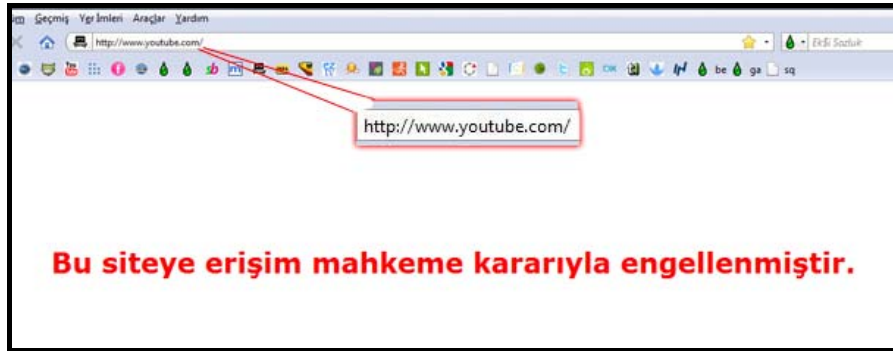 Geçmiş Yer İmleri Araçlar Yardım
http://www.youtube.com/
Ekşi Sözlük
be ga sq
http://www.youtube.com/
Bu siteye erişim mahkeme kararıyla engellenmiştir.